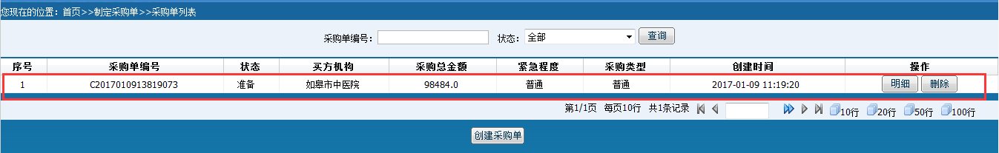 您现在的位置：首页>>制定采购单>>采购单列表
采购单编号： 状态： 全部 查询
序号 采购单编号 状态 买方机构 采购总金额 紧急程度 采购类型 创建时间 操作
1 C2017010913819073 准备 如皋市中医院 98484.0 普通 普通 2017-01-09 11:19:20 明细 删除
第1/1页 每页10行 共1条记录 10行 20行 50行 100行
创建采购单